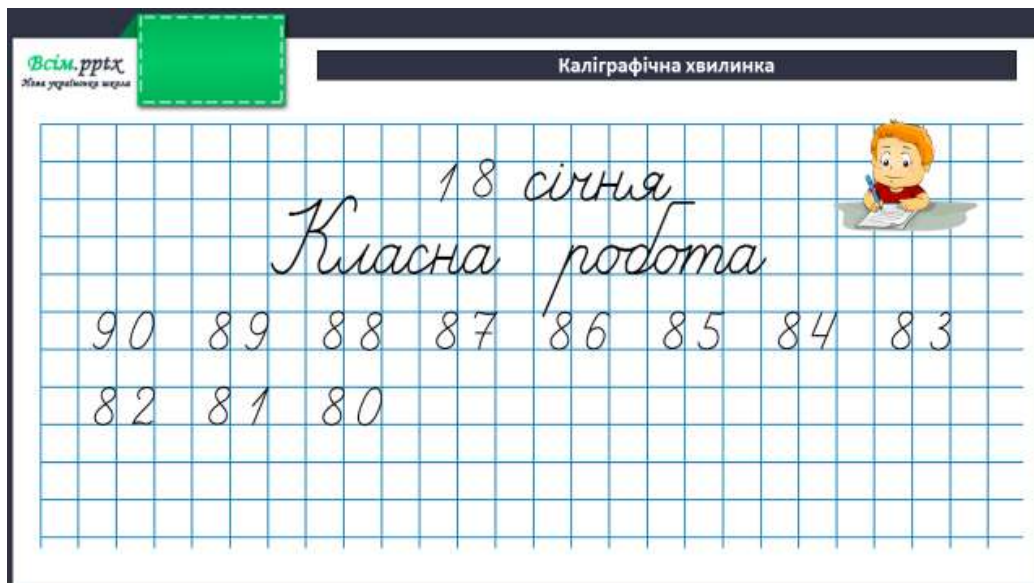 Всім.pptx
Нова українська школа
Каліграфічна хвилинка
18 січня
Класна робота
90 89 88 87 86 85 84 83
82 81 80